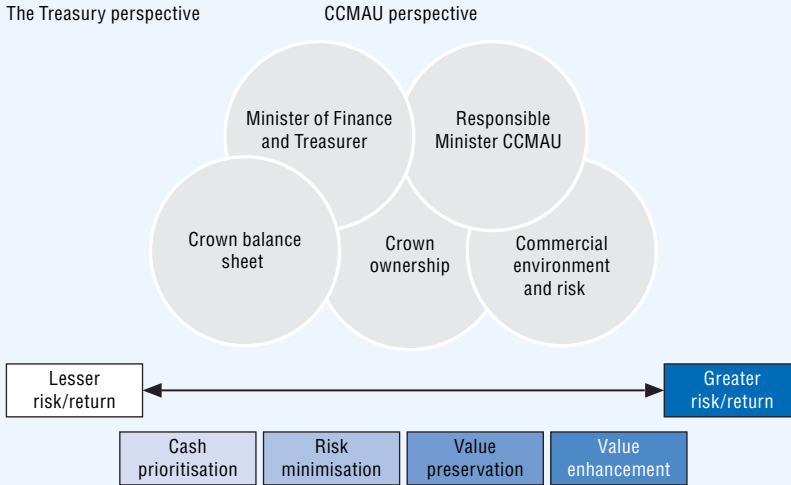 The Treasury perspective
CCMAU perspective
Minister of Finance
and Treasurer
Responsible
Minister CCMAU
Crown balance
sheet
Crown
ownership
Commercial
environment
and risk
Lesser
risk/return
Greater
risk/return
Cash
prioritisation
Risk
minimisation
Value
preservation
Value
enhancement